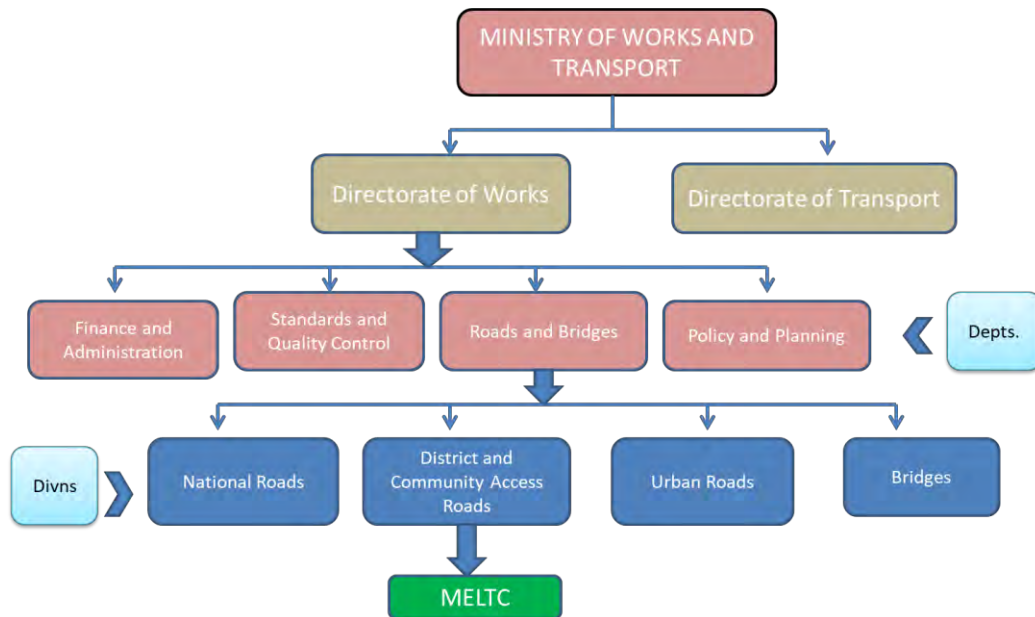 MINISTRY OF WORKS AND
TRANSPORT
Directorate of Works
Directorate of Transport
Finance and
Administration
Standards and
Quality Control
Roads and Bridges
Policy and Planning
Depts.
Divns
National Roads
District and
Community Access
Roads
Urban Roads
Bridges
MELTC